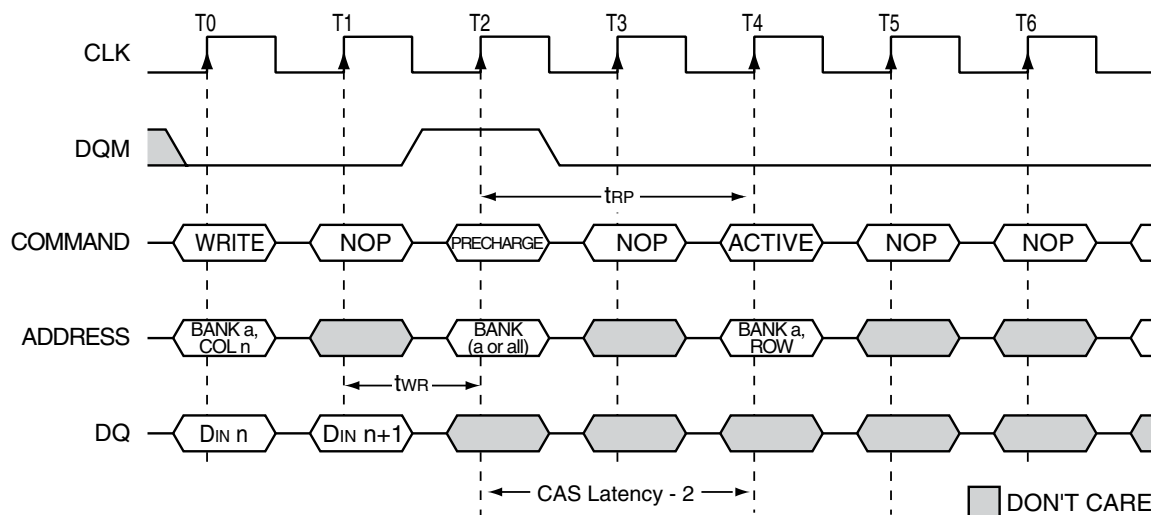 T0 T1 T2 T3 T4 T5 T6
CLK
DQM
tRP
COMMAND WRITE NOP PRECHARGE NOP ACTIVE NOP NOP
ADDRESS BANK a, COL n BANK (a or all) BANK a, ROW
tWR
DQ DIN n DIN n+1
CAS Latency - 2
DON'T CARE